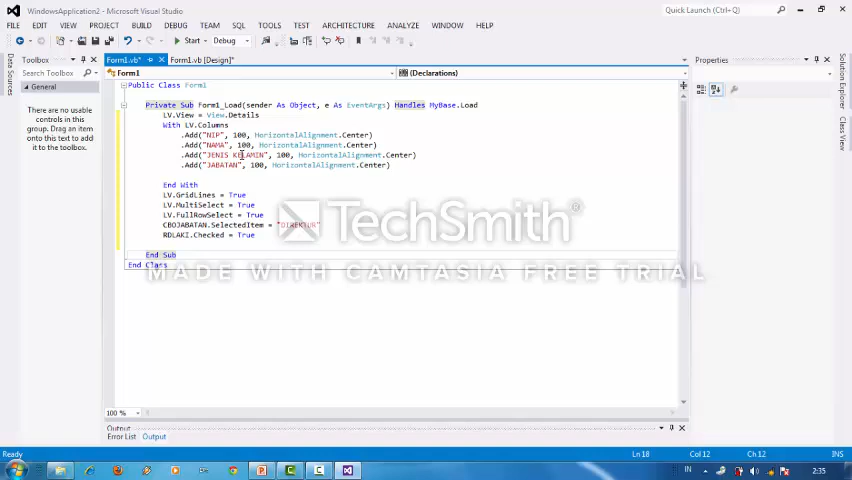 WindowsApplication2 - Microsoft Visual Studio
Quick Launch (Ctrl+Q)
FILE EDIT VIEW PROJECT BUILD DEBUG TEAM SQL TOOLS TEST ARCHITECTURE ANALYZE WINDOW HELP
Start Debug
Data Sources
Toolbox
Search Toolbox
General
There are no usable
controls in this
group. Drag an item
onto this text to add
it to the toolbox.
Form1.vb* Form1.vb [Design]*
Form1 (Declarations)
Public Class Form1
Private Sub Form1_Load(sender As Object, e As EventArgs) Handles MyBase.Load
LV.View = View.Details
With LV.Columns
.Add("NIP", 100, HorizontalAlignment.Center)
.Add("NAMA", 100, HorizontalAlignment.Center)
.Add("JENIS KELAMIN", 100, HorizontalAlignment.Center)
.Add("JABATAN", 100, HorizontalAlignment.Center)
End With
LV.GridLines = True
LV.MultiSelect = True
LV.FullRowSelect = True
CBOJABATAN.SelectedItem = "DIREKTUR"
RDLAKI.Checked = True
End Sub
End Class
TechSmith®
MADE WITH CAMTASIA FREE TRIAL
100 %
Output
Error List Output
Properties
Solution Explorer
Call Hierarchy
Ready Ln 18 Col 12 Ch 12 INS
IN 2:35